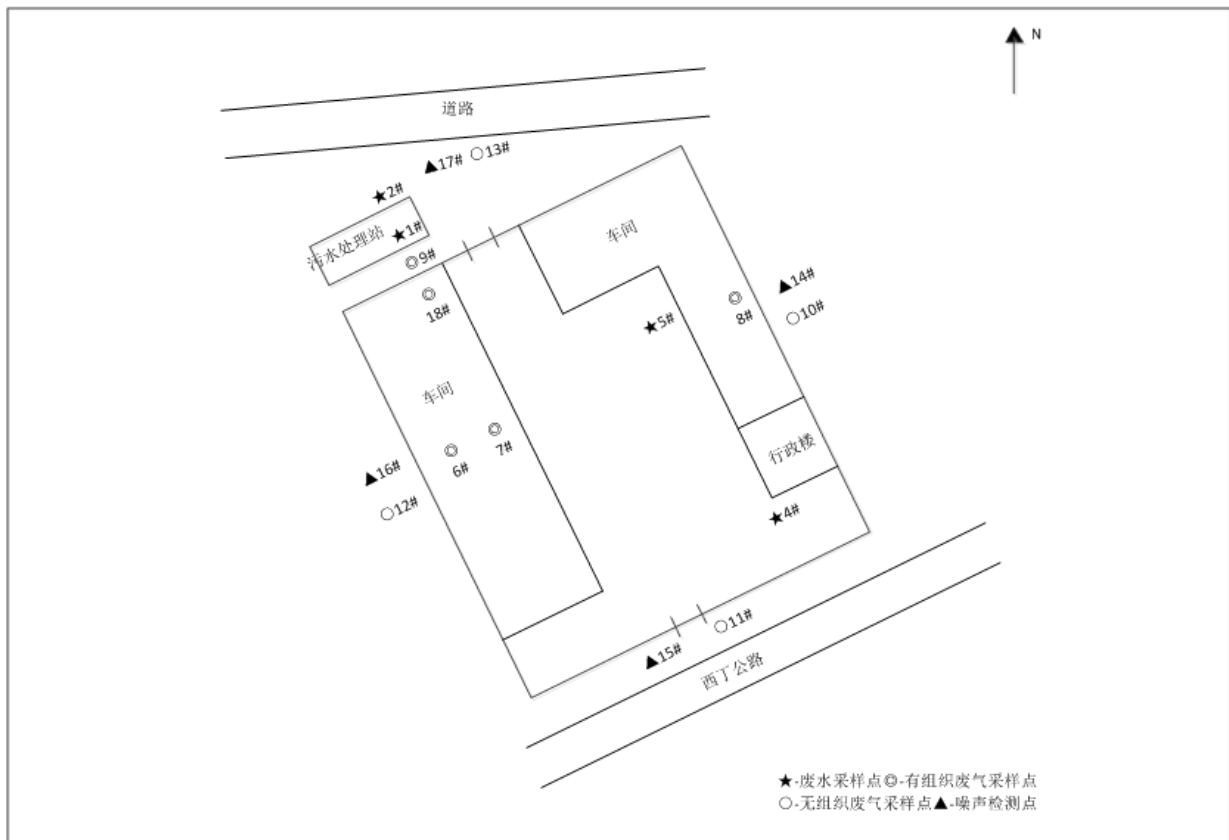 N
道路
▲17# ○13#
★2#
污水处理站
★1#
◎9#
18#
车间
车间
▲14#
○10#
8#
★5#
车间
7#
6#
▲16#
○12#
行政楼
★4#
○11#
▲15#
西丁公路
★-废水采样点◎-有组织废气采样点
○-无组织废气采样点▲-噪声检测点